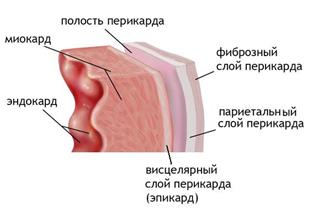 полость перикарда
миокард
фиброзный
слой перикарда
эндокард
париетальный
слой перикарда
висцелярный
слой перикарда
(эпикард)